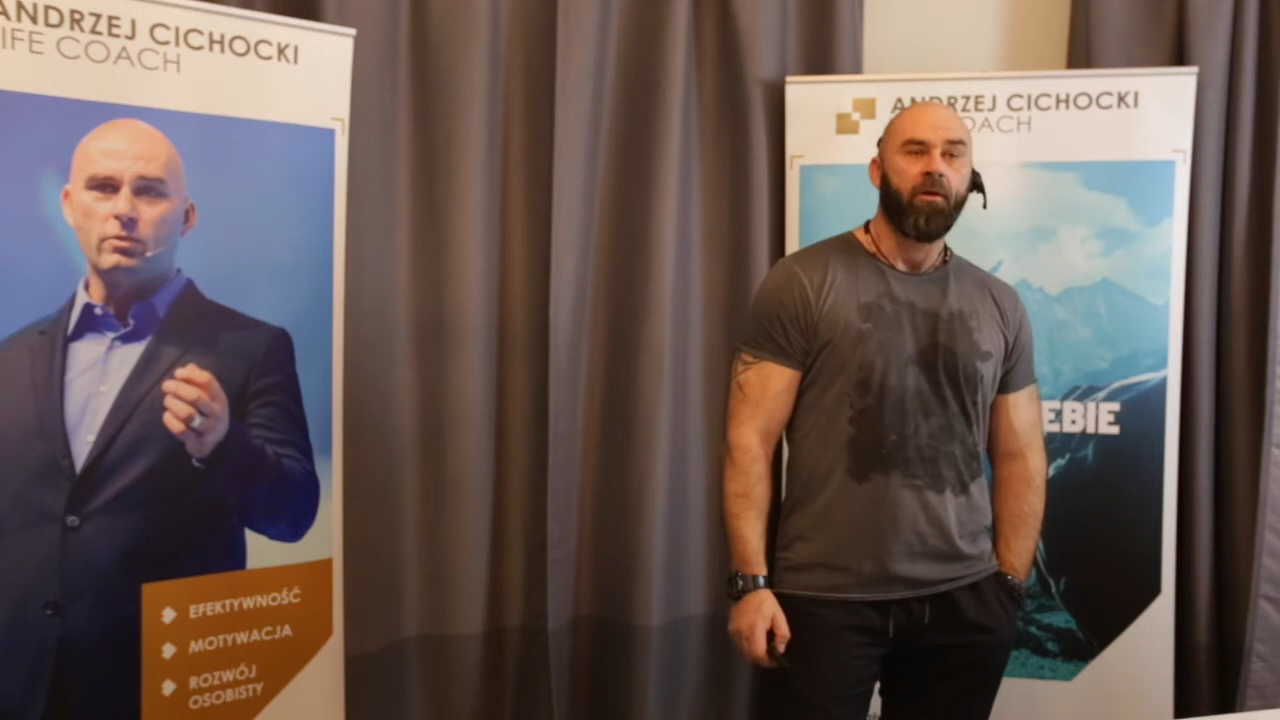 ANDRZEJ CICHOCKI
IFE COACH
EFEKTYWNOŚĆ
MOTYWACJA
ROZWÓJ
OSOBISTY
ANDRZEJ CICHOCKI
OACH
EBIE